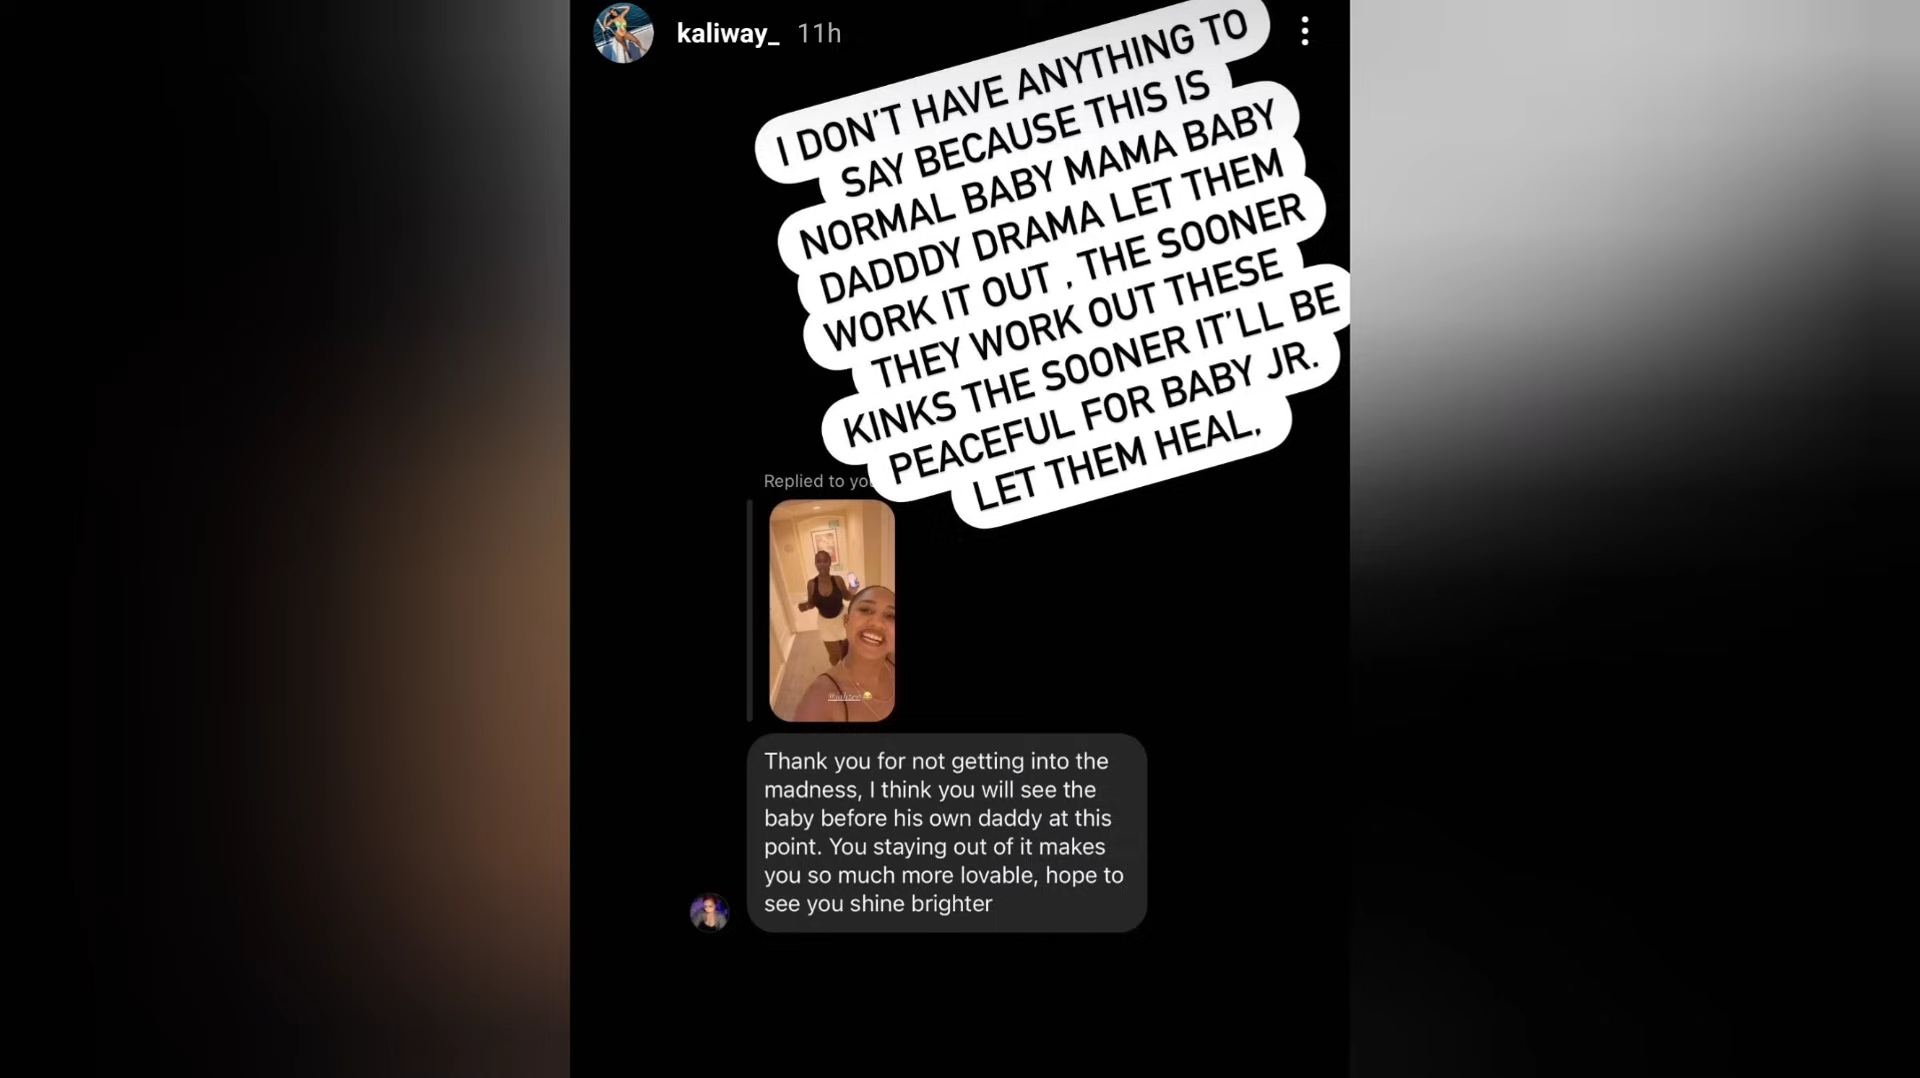 kaliway_ 11h
I DON'T HAVE ANYTHING TO
SAY BECAUSE THIS IS
NORMAL BABY MAMA BABY
DADDDY DRAMA LET THEM
WORK IT OUT , THE SOONER
THEY WORK OUT THESE
KINKS THE SOONER IT'LL BE
PEACEFUL FOR BABY JR.
LET THEM HEAL.
Replied to you
Thank you for not getting into the
madness, I think you will see the
baby before his own daddy at this
point. You staying out of it makes
you so much more lovable, hope to
see you shine brighter